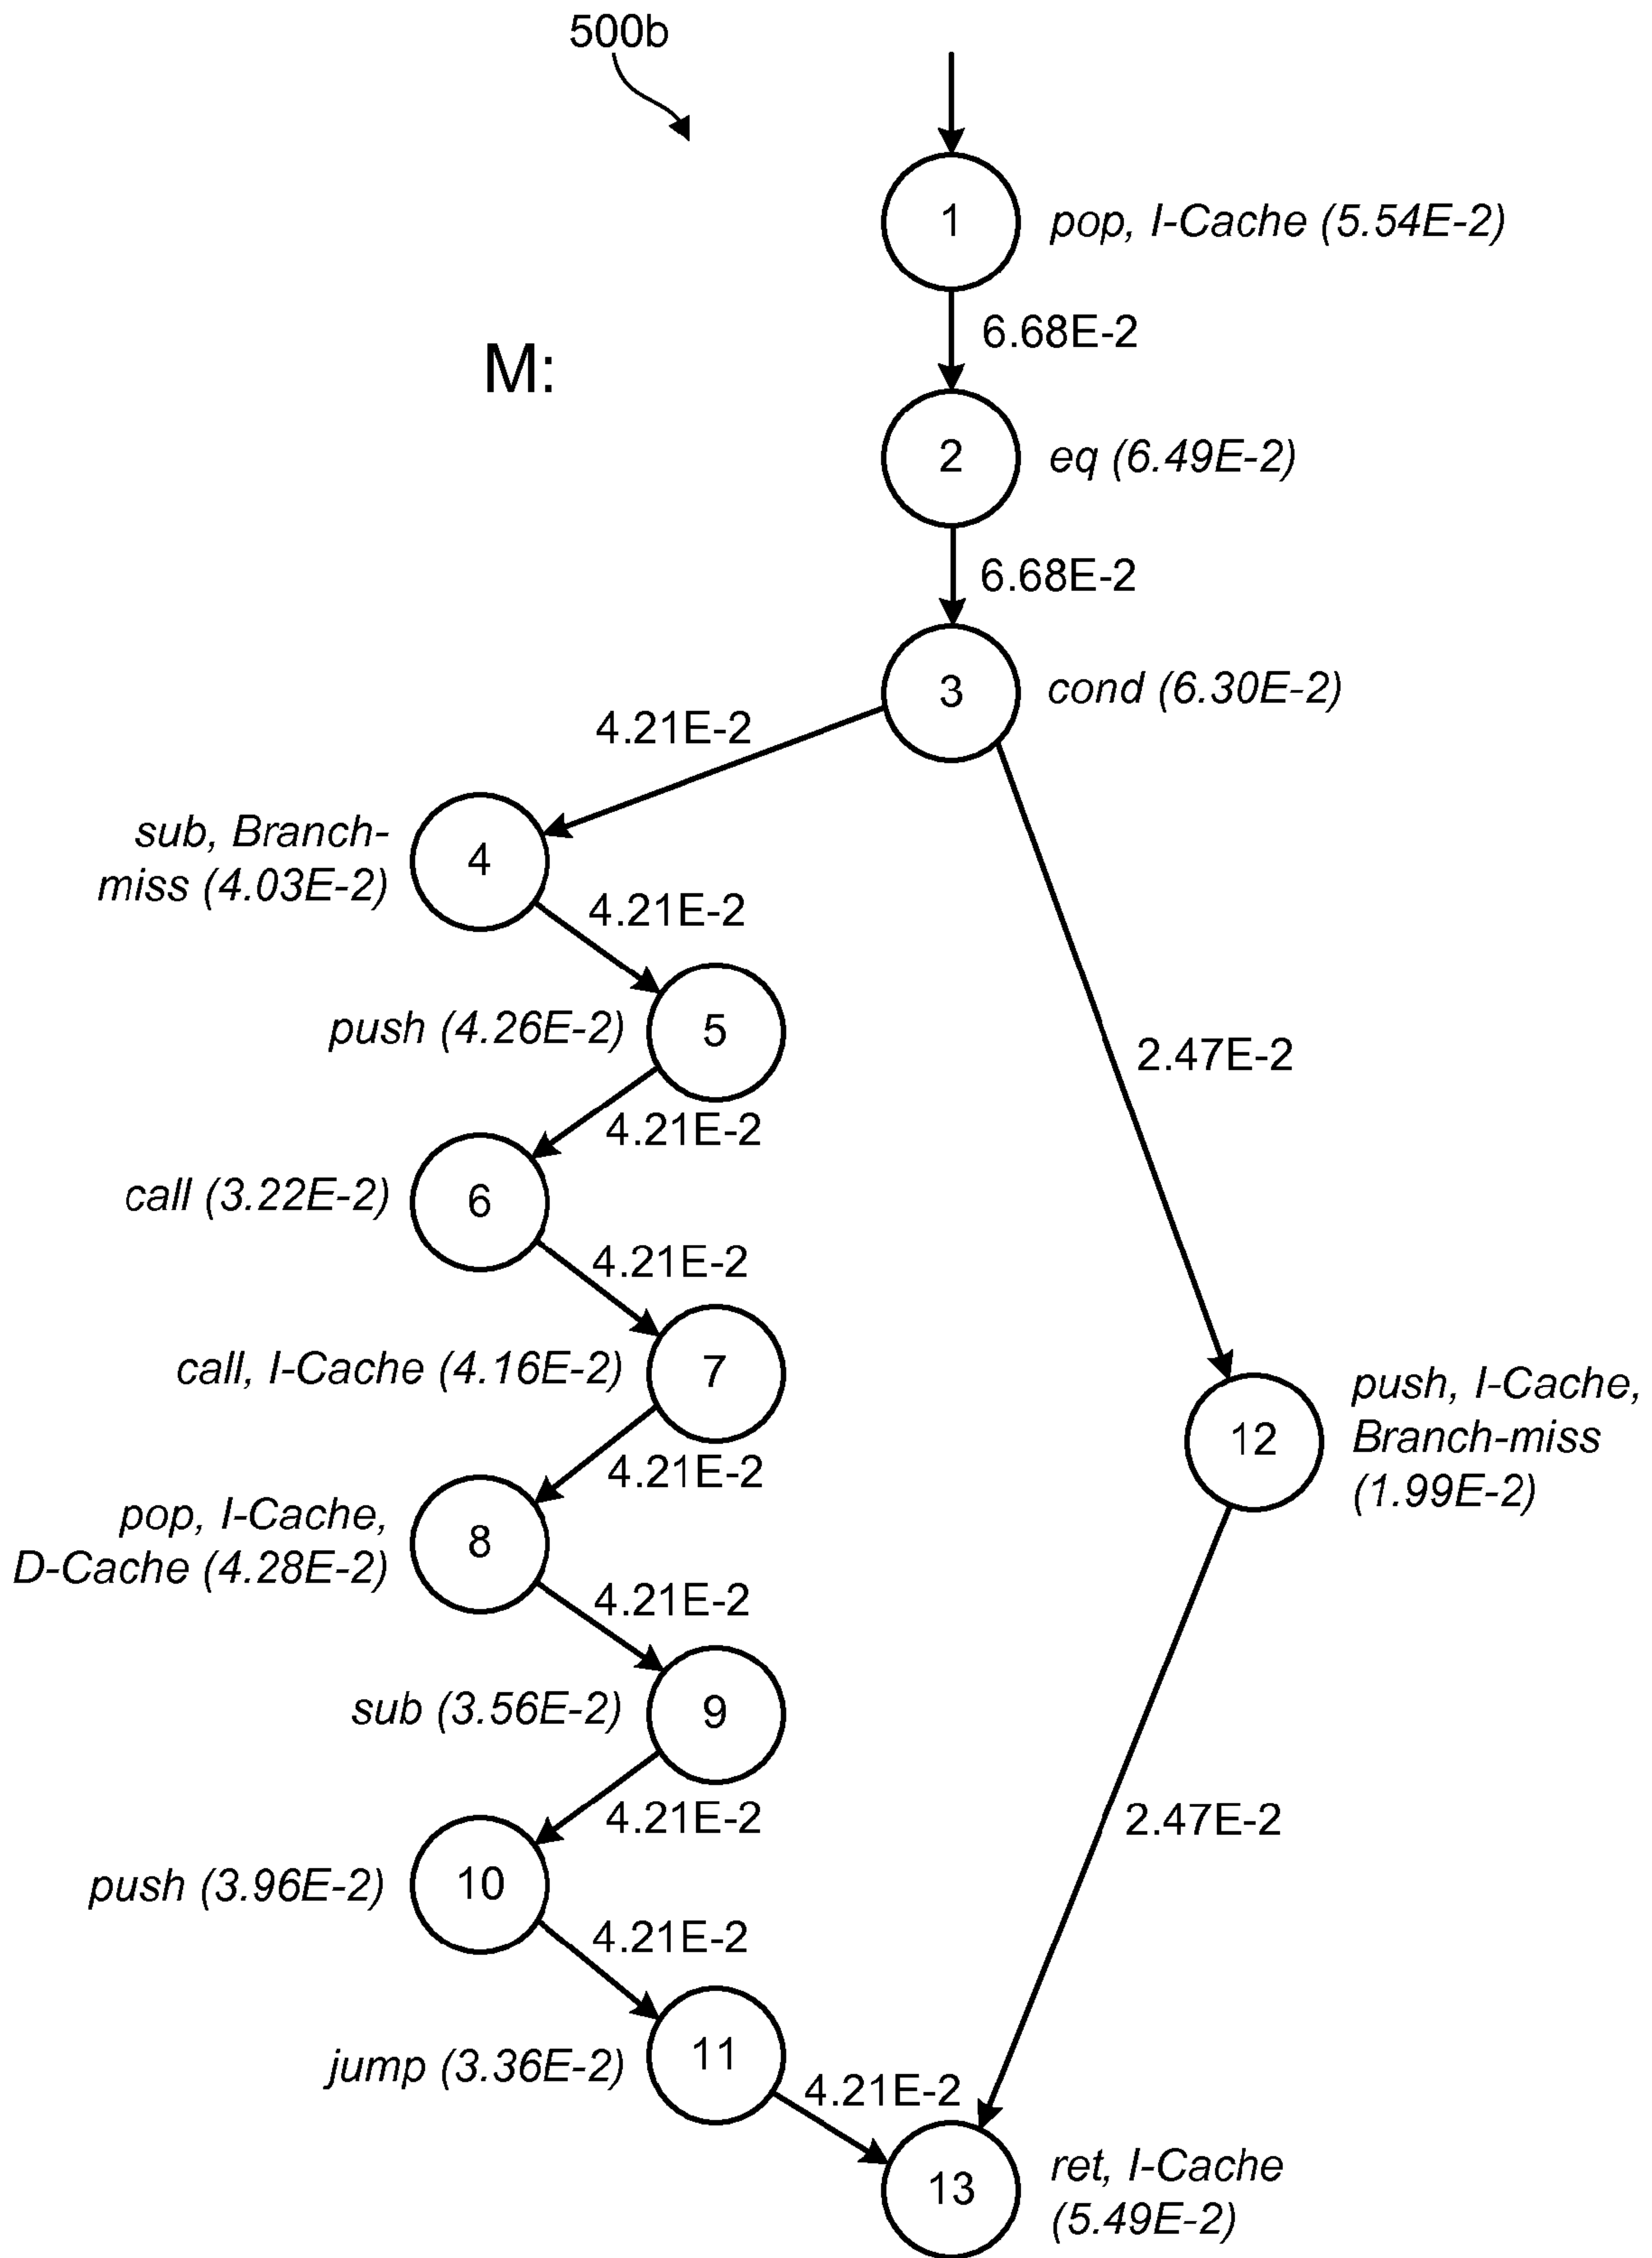 500b
1
pop, I-Cache (5.54E-2)
6.68E-2
M:
2
eq (6.49E-2)
6.68E-2
3
cond (6.30E-2)
4.21E-2
sub, Branch-
miss (4.03E-2)
4
4.21E-2
push (4.26E-2)
5
2.47E-2
4.21E-2
call (3.22E-2)
6
4.21E-2
call, I-Cache (4.16E-2)
7
push, I-Cache,
Branch-miss
(1.99E-2)
12
4.21E-2
pop, I-Cache,
D-Cache (4.28E-2)
8
4.21E-2
sub (3.56E-2)
9
4.21E-2
2.47E-2
push (3.96E-2)
10
4.21E-2
jump (3.36E-2)
11
4.21E-2
13
ret, I-Cache
(5.49E-2)